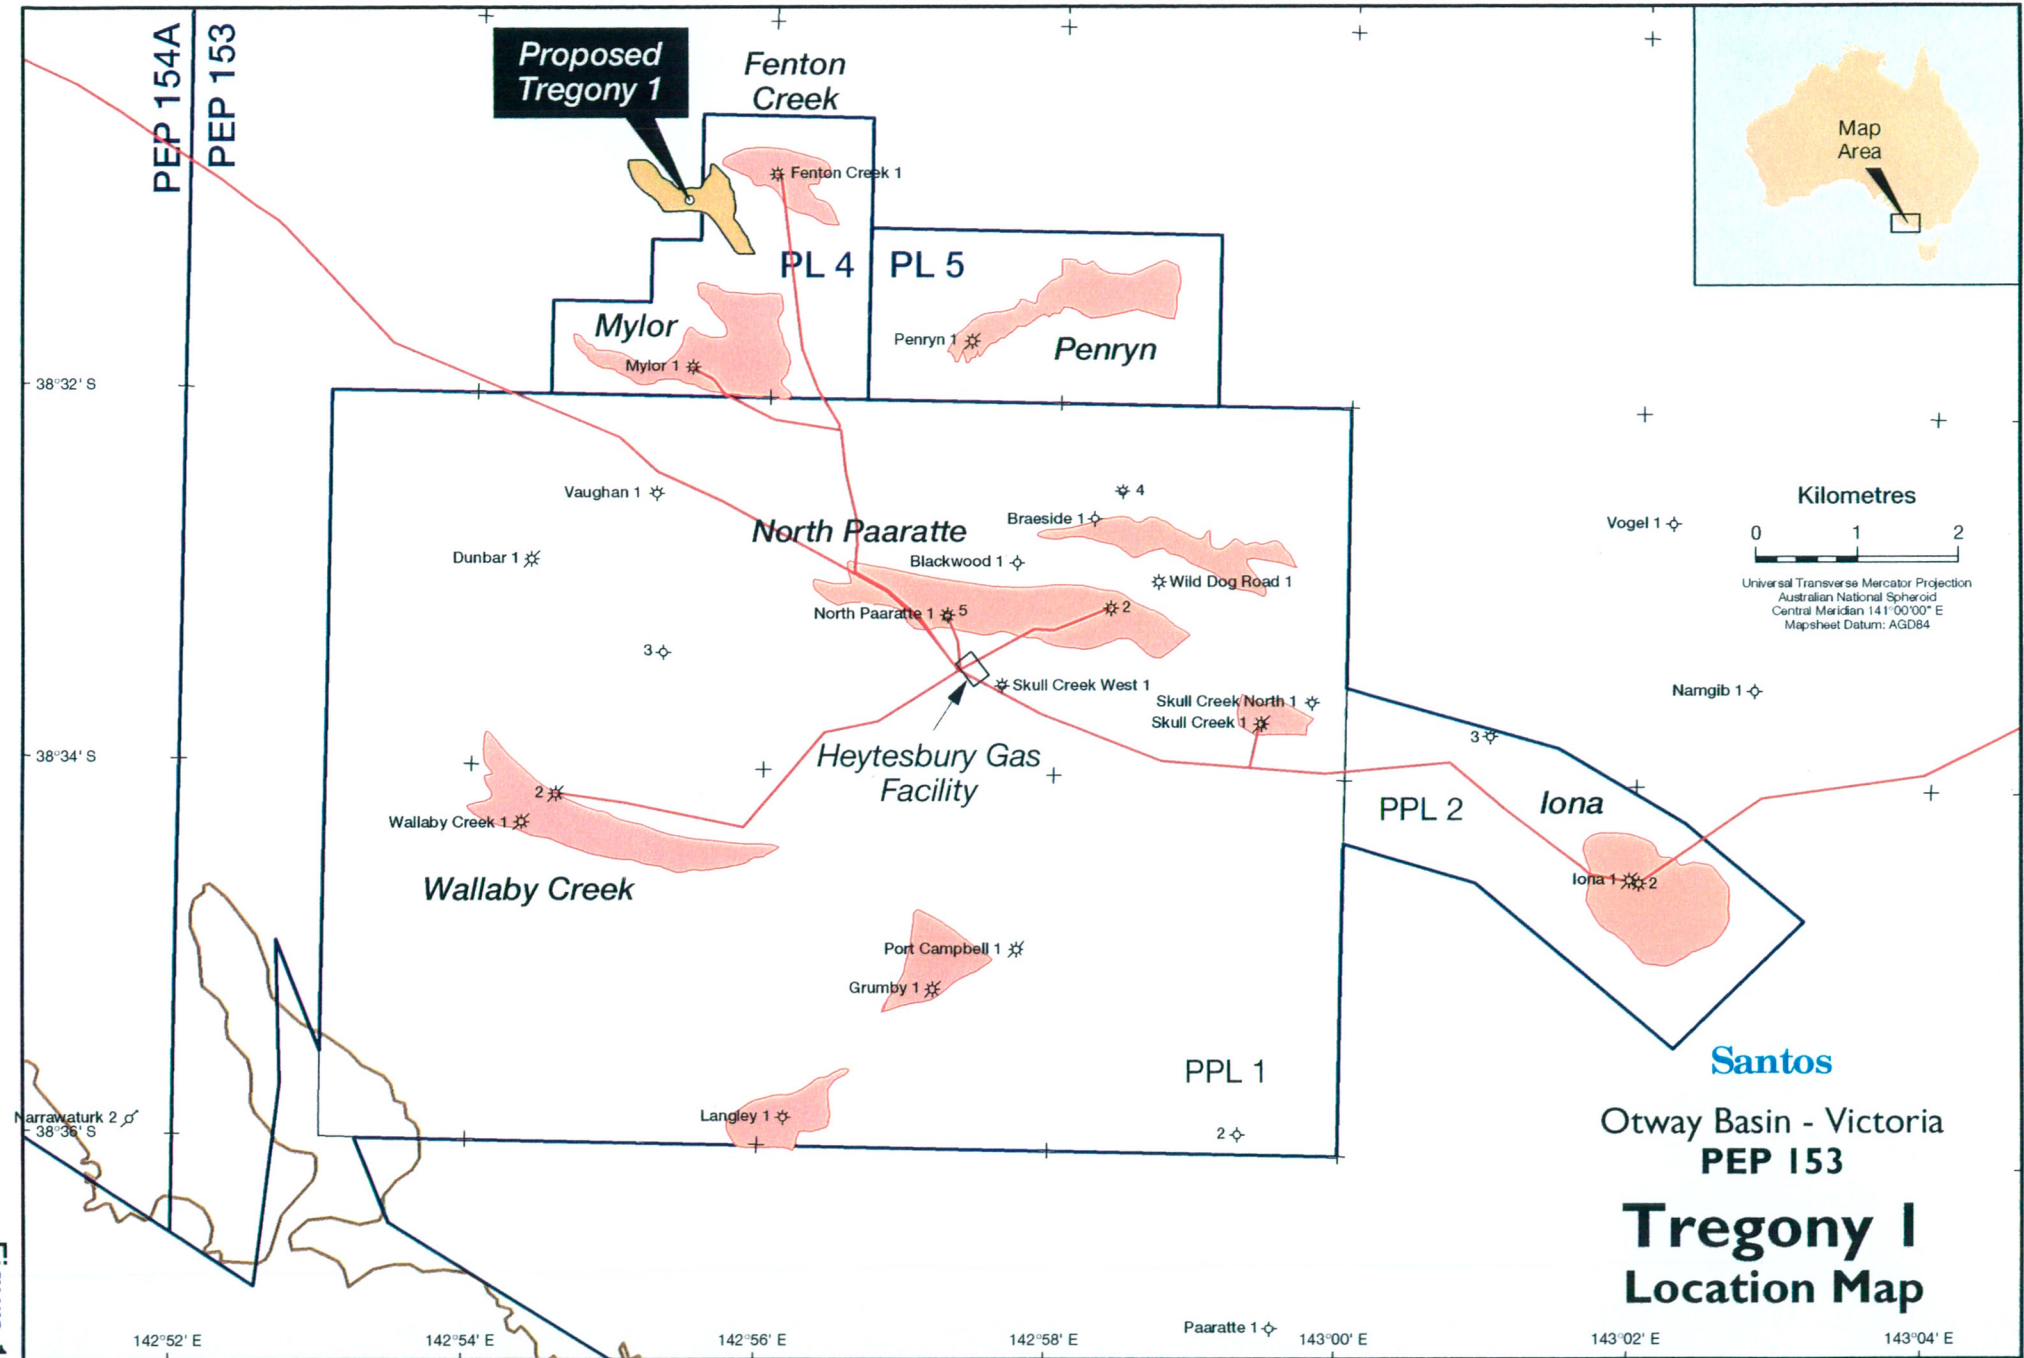 PEP 154A
PEP 153
Proposed
Tregony 1
Fenton
Creek
Map
Area
Fenton Creek 1
PL 4
PL 5
Mylor
Penryn 1
Penryn
Mylor 1
38°32' S
Kilometres
0 1 2
Universal Transverse Mercator Projection
Australian National Spheroid
Central Meridian 141°00'00" E
Mapsheet Datum: AGD84
Vaughan 1
4
Braeside 1
Vogel 1
North Paaratte
Dunbar 1
Blackwood 1
Wild Dog Road 1
North Paaratte 1
5
2
3
Skull Creek West 1
Namgib 1
Skull Creek North 1
Skull Creek 1
3
38°34' S
Heytesbury Gas
Facility
2
PPL 2
Iona
Wallaby Creek 1
Iona 1
2
Wallaby Creek
Port Campbell 1
Grumby 1
PPL 1
Santos
Narrawaturk 2
Langley 1
2
38°36' S
Otway Basin - Victoria
PEP 153
Tregony 1
Location Map
Paaratte 1
142°52' E
142°54' E
142°56' E
142°58' E
143°00' E
143°02' E
143°04' E